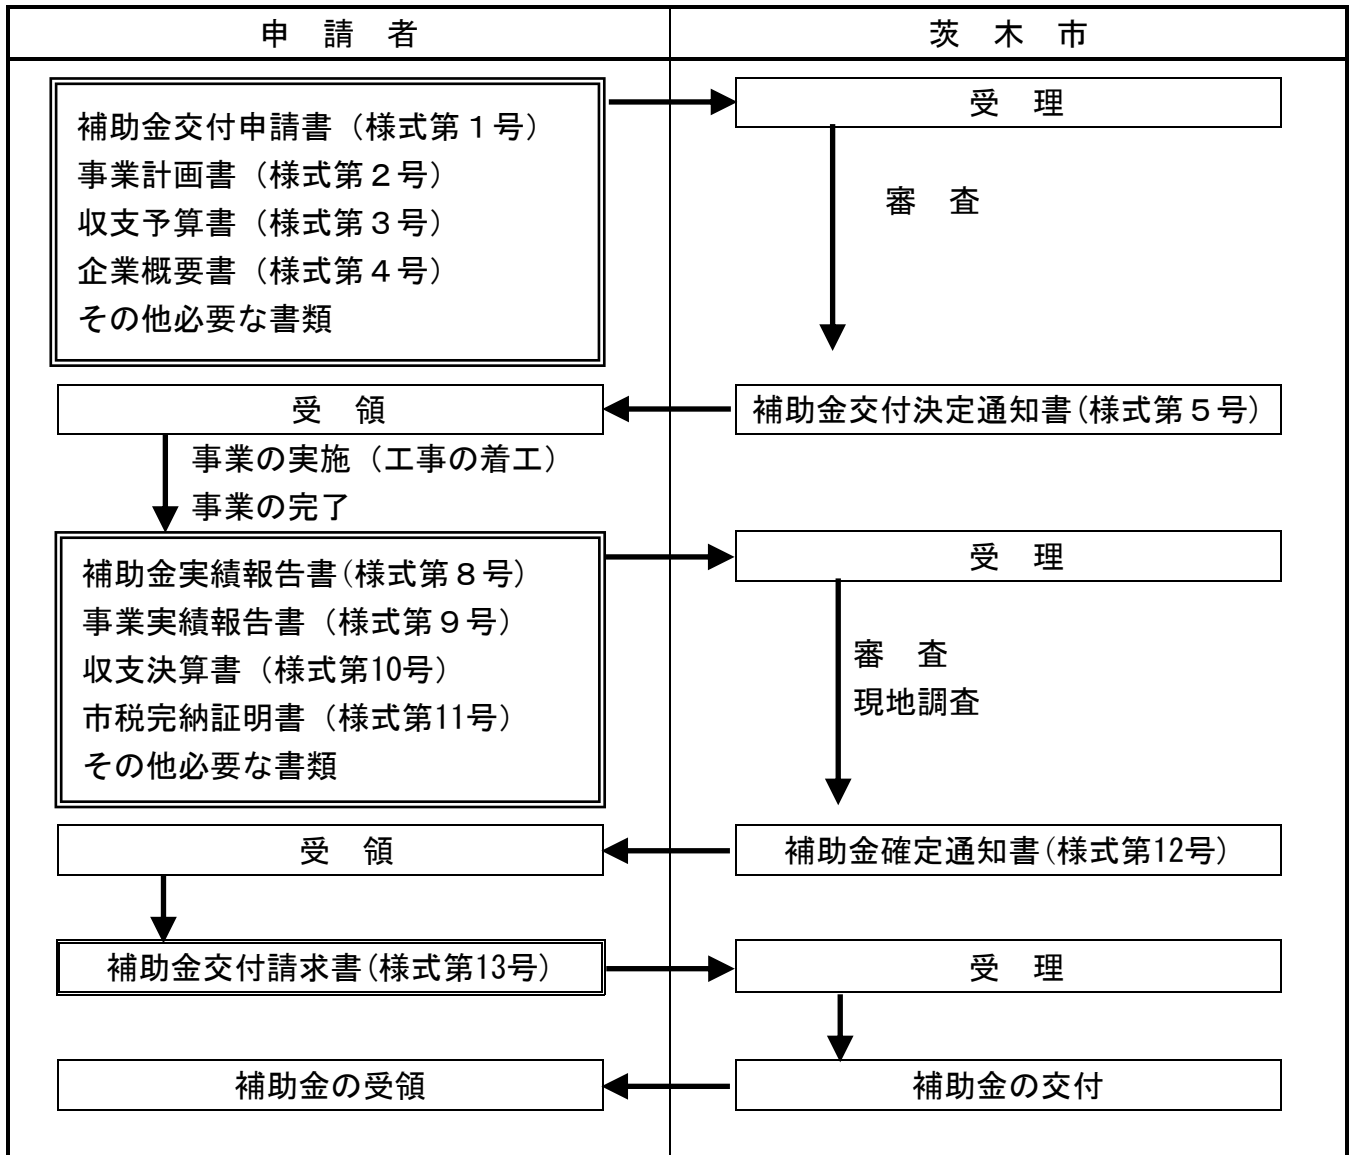 申　請　者
茨　木　市
補助金交付申請書（様式第１号）
事業計画書（様式第２号）
収支予算書（様式第３号）
企業概要書（様式第４号）
その他必要な書類
受　理
審　査
受　領
補助金交付決定通知書(様式第５号)
事業の実施（工事の着工）
事業の完了
補助金実績報告書(様式第８号)
事業実績報告書（様式第９号）
収支決算書（様式第10号）
市税完納証明書（様式第11号）
その他必要な書類
受　理
審　査
現地調査
受　領
補助金確定通知書(様式第12号)
補助金交付請求書(様式第13号)
受　理
補助金の受領
補助金の交付